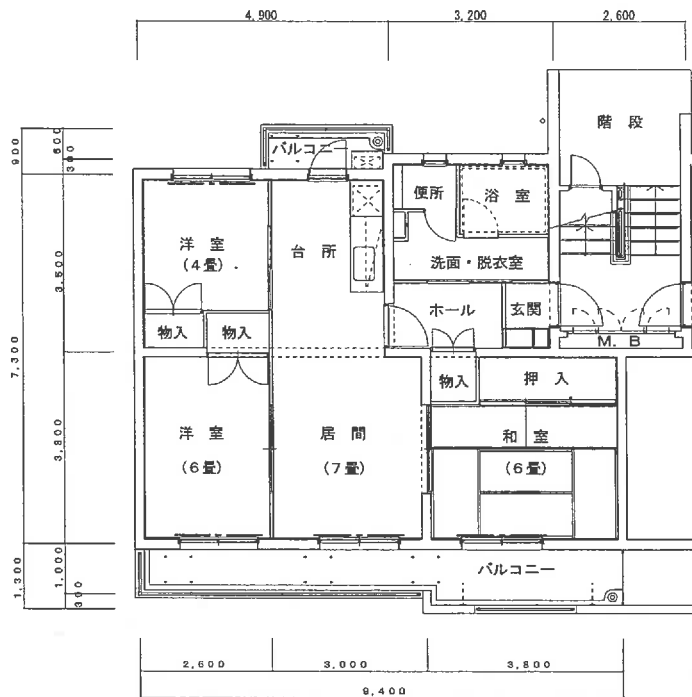 4,900
3,200
2,600
900
600
300
バルコニー
階 段
便所
浴 室
洋 室
(4畳)
台 所
3,500
洗面・脱衣室
ホール
玄関
物入
物入
M. B
7,300
物入
押 入
3,800
洋 室
(6畳)
居 間
(7畳)
和 室
(6畳)
バルコニー
1,300
1,000
300
2,600
3,000
3,800
9,400